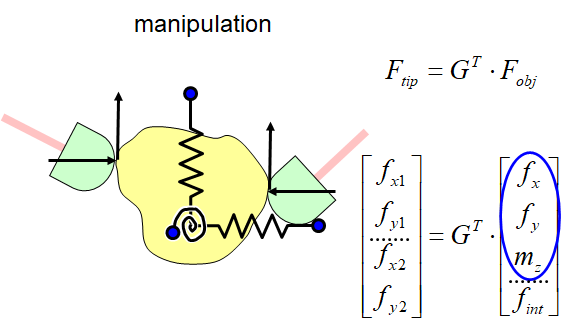 manipulation
F_tip = G^T · F_obj
[f_x1 f_y1 f_x2 f_y2] = G^T · [f_x f_y m_z f_int]